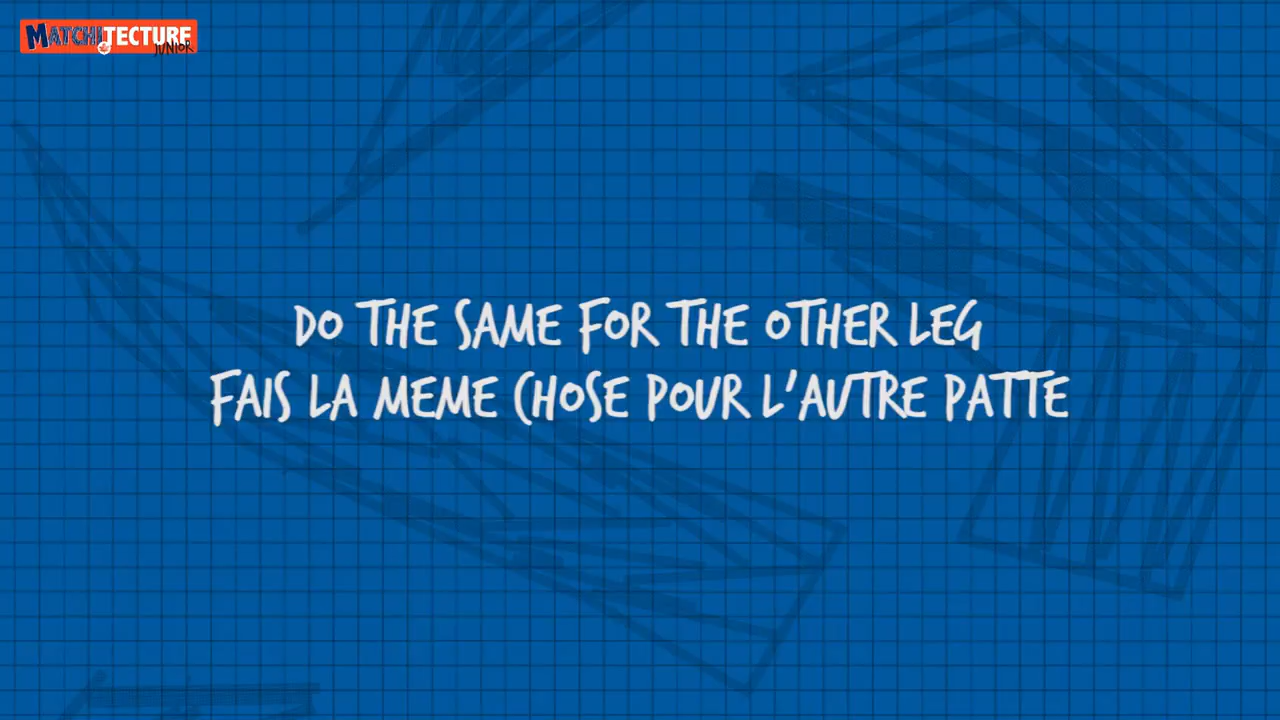 MATCHITECTURE
JUNIOR
DO THE SAME FOR THE OTHER LEG
FAIS LA MEME CHOSE POUR L'AUTRE PATTE